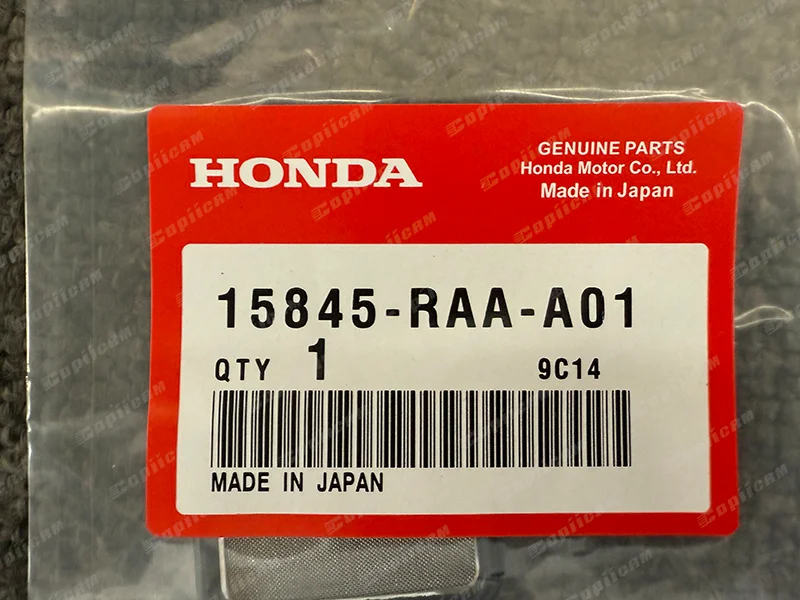 HONDA
GENUINE PARTS
Honda Motor Co., Ltd.
Made in Japan
15845-RAA-A01
QTY 1 9C14
MADE IN JAPAN
Copiicam